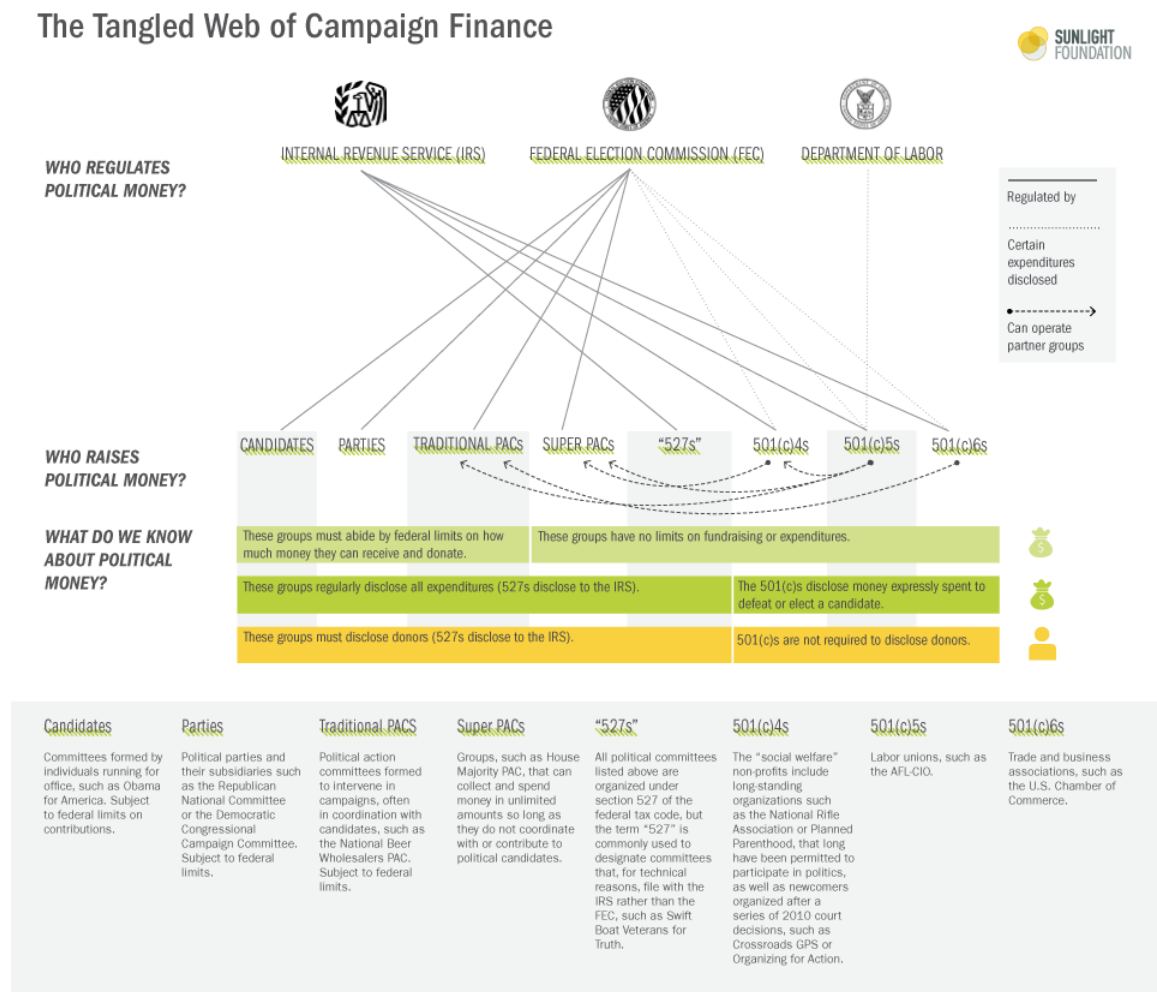 The Tangled Web of Campaign Finance
SUNLIGHT
FOUNDATION
INTERNAL REVENUE SERVICE (IRS)
FEDERAL ELECTION COMMISSION (FEC)
DEPARTMENT OF LABOR
WHO REGULATES
POLITICAL MONEY?
Regulated by
Certain
expenditures
disclosed
Can operate
partner groups
WHO RAISES
POLITICAL MONEY?
CANDIDATES
PARTIES
TRADITIONAL PACs
SUPER PACs
“527s”
501(c)4s
501(c)5s
501(c)6s
WHAT DO WE KNOW
ABOUT POLITICAL
MONEY?
These groups must abide by federal limits on how
much money they can receive and donate.
These groups have no limits on fundraising or expenditures.
$
These groups regularly disclose all expenditures (527s disclose to the IRS).
The 501(c)s disclose money expressly spent to
defeat or elect a candidate.
$
These groups must disclose donors (527s disclose to the IRS).
501(c)s are not required to disclose donors.
Candidates
Committees formed by
individuals running for
office, such as Obama
for America. Subject
to federal limits on
contributions.
Parties
Political parties and
their subsidiaries such
as the Republican
National Committee
or the Democratic
Congressional
Campaign Committee.
Subject to federal
limits.
Traditional PACS
Political action
committees formed
to intervene in
campaigns, often
in coordination with
candidates, such as
the National Beer
Wholesalers PAC.
Subject to federal
limits.
Super PACs
Groups, such as House
Majority PAC, that can
collect and spend
money in unlimited
amounts so long as
they do not coordinate
with or contribute to
political candidates.
“527s”
All political committees
listed above are
organized under
section 527 of the
federal tax code, but
the term “527” is
commonly used to
designate committees
that, for technical
reasons, file with the
IRS rather than the
FEC, such as Swift
Boat Veterans for
Truth.
501(c)4s
The “social welfare”
non-profits include
long-standing
organizations such
as the National Rifle
Association or Planned
Parenthood, that long
have been permitted to
participate in politics,
as well as newcomers
organized after a
series of 2010 court
decisions, such as
Crossroads GPS or
Organizing for Action.
501(c)5s
Labor unions, such as
the AFL-CIO.
501(c)6s
Trade and business
associations, such as
the U.S. Chamber of
Commerce.